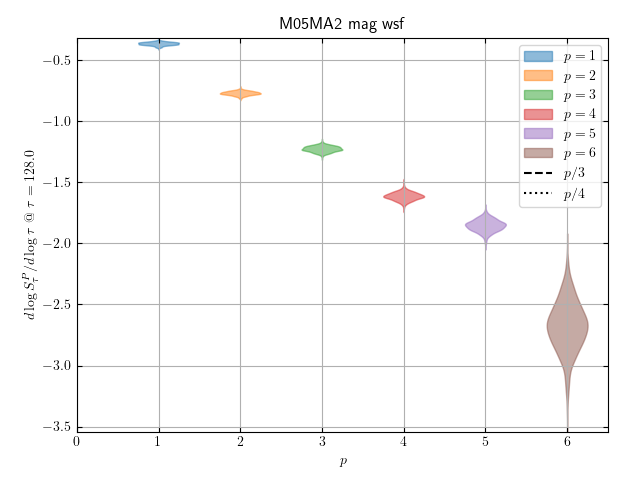 M05MA2 mag wsf
d log S_τ^P / d log τ @ τ = 128.0
−0.5
−1.0
−1.5
−2.0
−2.5
−3.0
−3.5
p = 1
p = 2
p = 3
p = 4
p = 5
p = 6
p/3
p/4
0 1 2 3 4 5 6
p